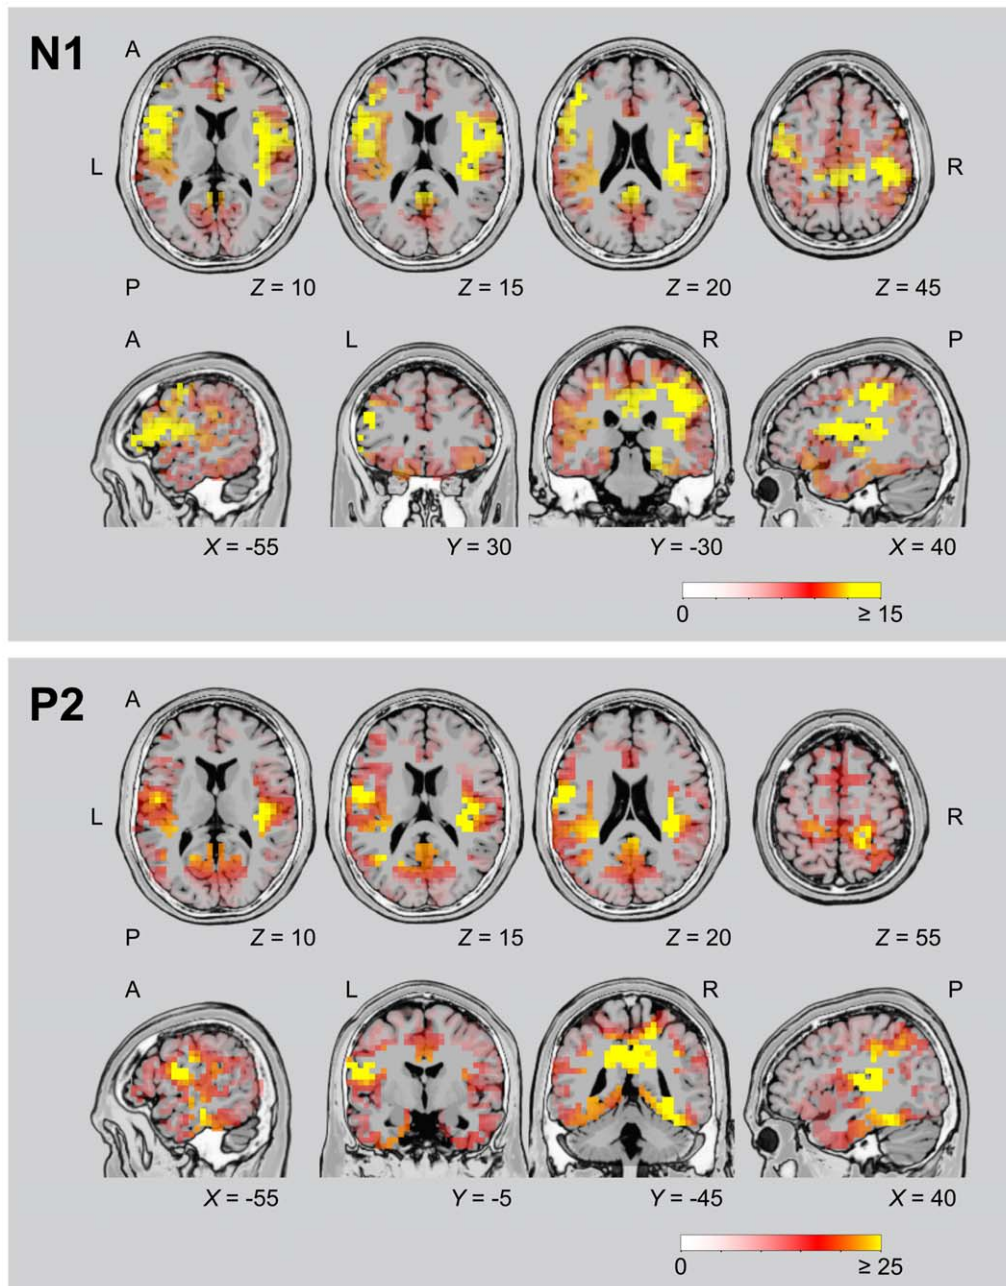 N1
A
L
R
P
Z = 10
Z = 15
Z = 20
Z = 45
A
L
R
P
X = -55
Y = 30
Y = -30
X = 40
0
≥ 15
P2
A
L
R
P
Z = 10
Z = 15
Z = 20
Z = 55
A
L
R
P
X = -55
Y = -5
Y = -45
X = 40
0
≥ 25